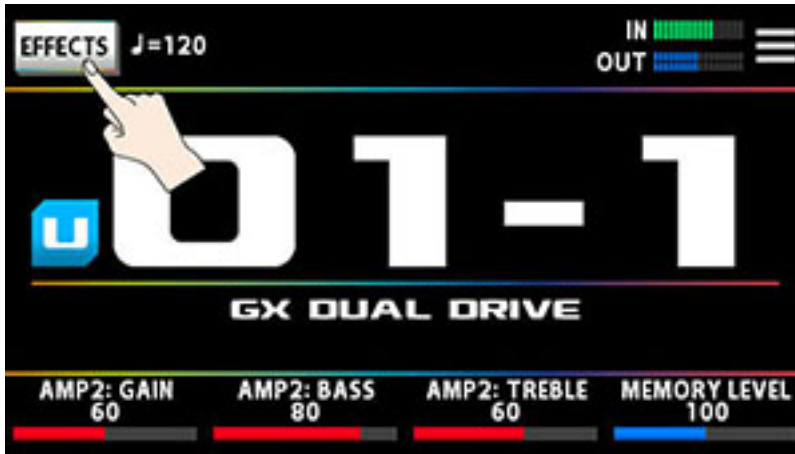 EFFECTS ♩=120
IN
OUT
U 01-1
GX DUAL DRIVE
AMP2: GAIN AMP2: BASS AMP2: TREBLE MEMORY LEVEL
60 80 60 100